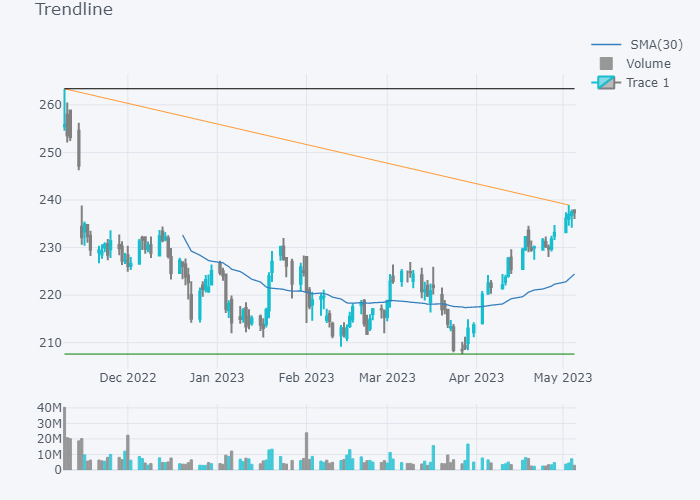 Trendline
SMA(30)
Volume
Trace 1
260
250
240
230
220
210
Dec 2022
Jan 2023
Feb 2023
Mar 2023
Apr 2023
May 2023
40M
30M
20M
10M
0